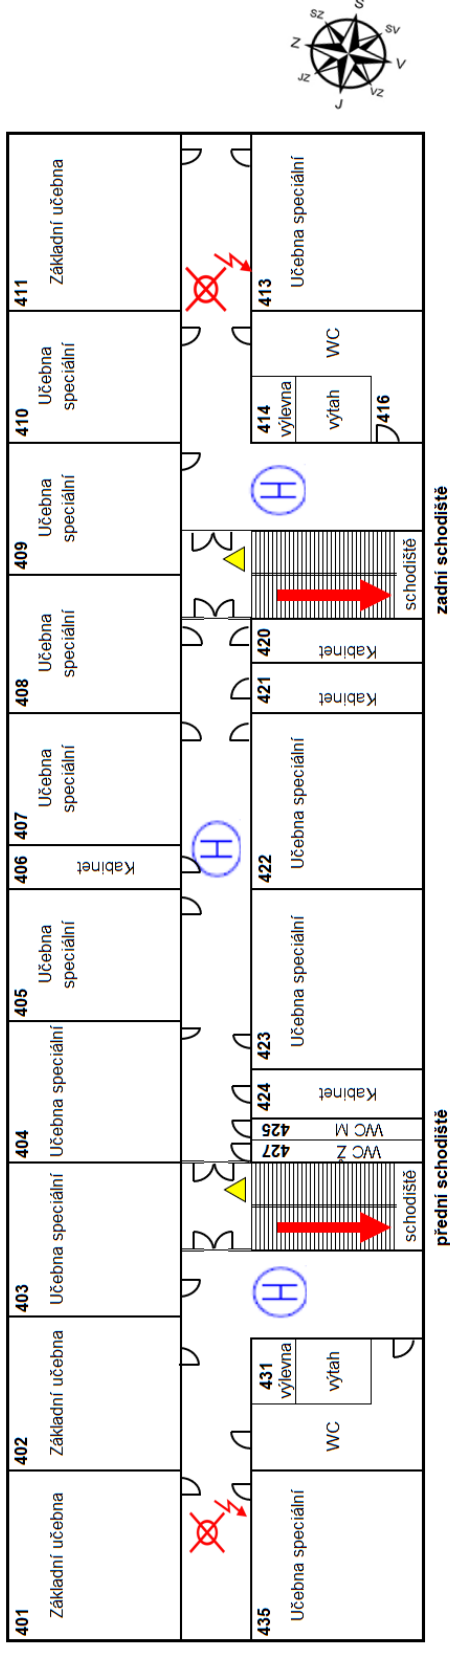 S
SV
V
VZ
J
JZ
Z
SZ
411
Základní učebna
410
Učebna
speciální
409
Učebna
speciální
408
Učebna
speciální
407
Učebna
speciální
406
Kabinet
405
Učebna
speciální
404
Učebna speciální
403
Učebna speciální
402
Základní učebna
401
Základní učebna
413
Učebna speciální
WC
414
výlevna
výtah
416
H
schodiště
zadní schodiště
420
Kabinet
421
Kabinet
422
Učebna speciální
H
423
Učebna speciální
424
Kabinet
425
WC M
427
WC Ž
schodiště
přední schodiště
H
431
výlevna
výtah
WC
435
Učebna speciální